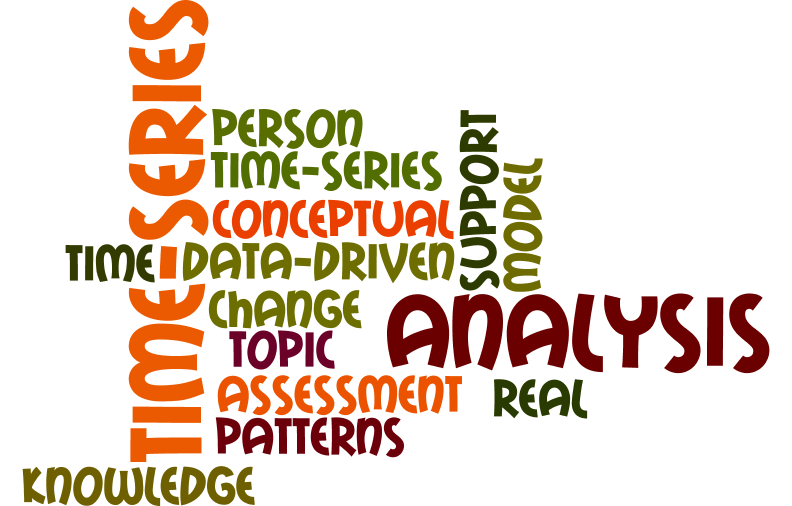 TIME-SERIES
PERSON
TIME-SERIES
CONCEPTUAL
TIME
DATA-DRIVEN
SUPPORT
MODEL
CHANGE
ANALYSIS
TOPIC
ASSESSMENT
REAL
PATTERNS
KNOWLEDGE